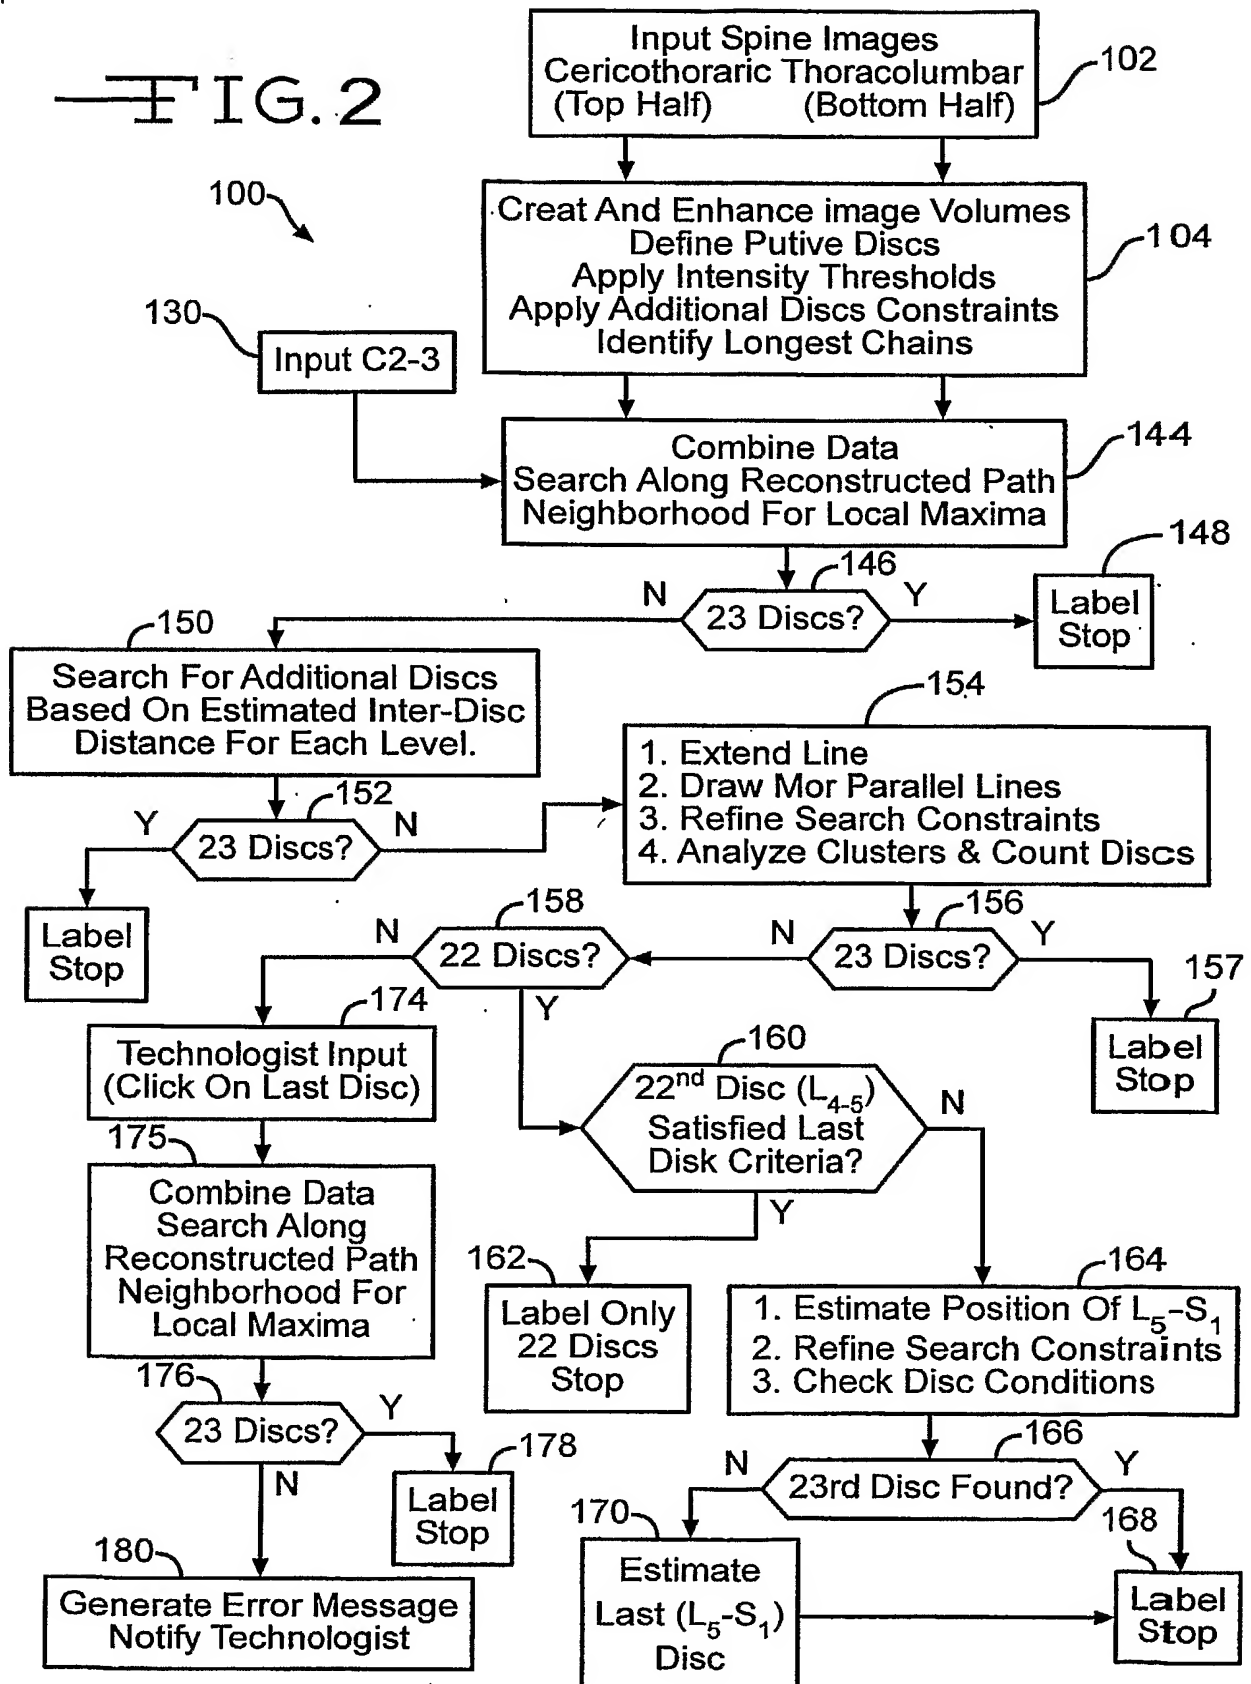 FIG. 2
100
Input Spine Images
Cericothoraric Thoracolumbar
(Top Half) (Bottom Half)
102
Creat And Enhance image Volumes
Define Putive Discs
Apply Intensity Thresholds
Apply Additional Discs Constraints
Identify Longest Chains
104
130
Input C2-3
Combine Data
Search Along Reconstructed Path
Neighborhood For Local Maxima
144
146
23 Discs?
N
Y
148
Label
Stop
150
Search For Additional Discs
Based On Estimated Inter-Disc
Distance For Each Level.
152
23 Discs?
Y
N
Label
Stop
154
1. Extend Line
2. Draw Mor Parallel Lines
3. Refine Search Constraints
4. Analyze Clusters & Count Discs
156
23 Discs?
N
Y
157
Label
Stop
158
22 Discs?
N
Y
160
22nd Disc (L4-5)
Satisfied Last
Disk Criteria?
N
Y
162
Label Only
22 Discs
Stop
164
1. Estimate Position Of L5-S1
2. Refine Search Constraints
3. Check Disc Conditions
166
23rd Disc Found?
N
Y
168
Label
Stop
170
Estimate
Last (L5-S1)
Disc
174
Technologist Input
(Click On Last Disc)
175
Combine Data
Search Along
Reconstructed Path
Neighborhood For
Local Maxima
176
23 Discs?
Y
N
178
Label
Stop
180
Generate Error Message
Notify Technologist